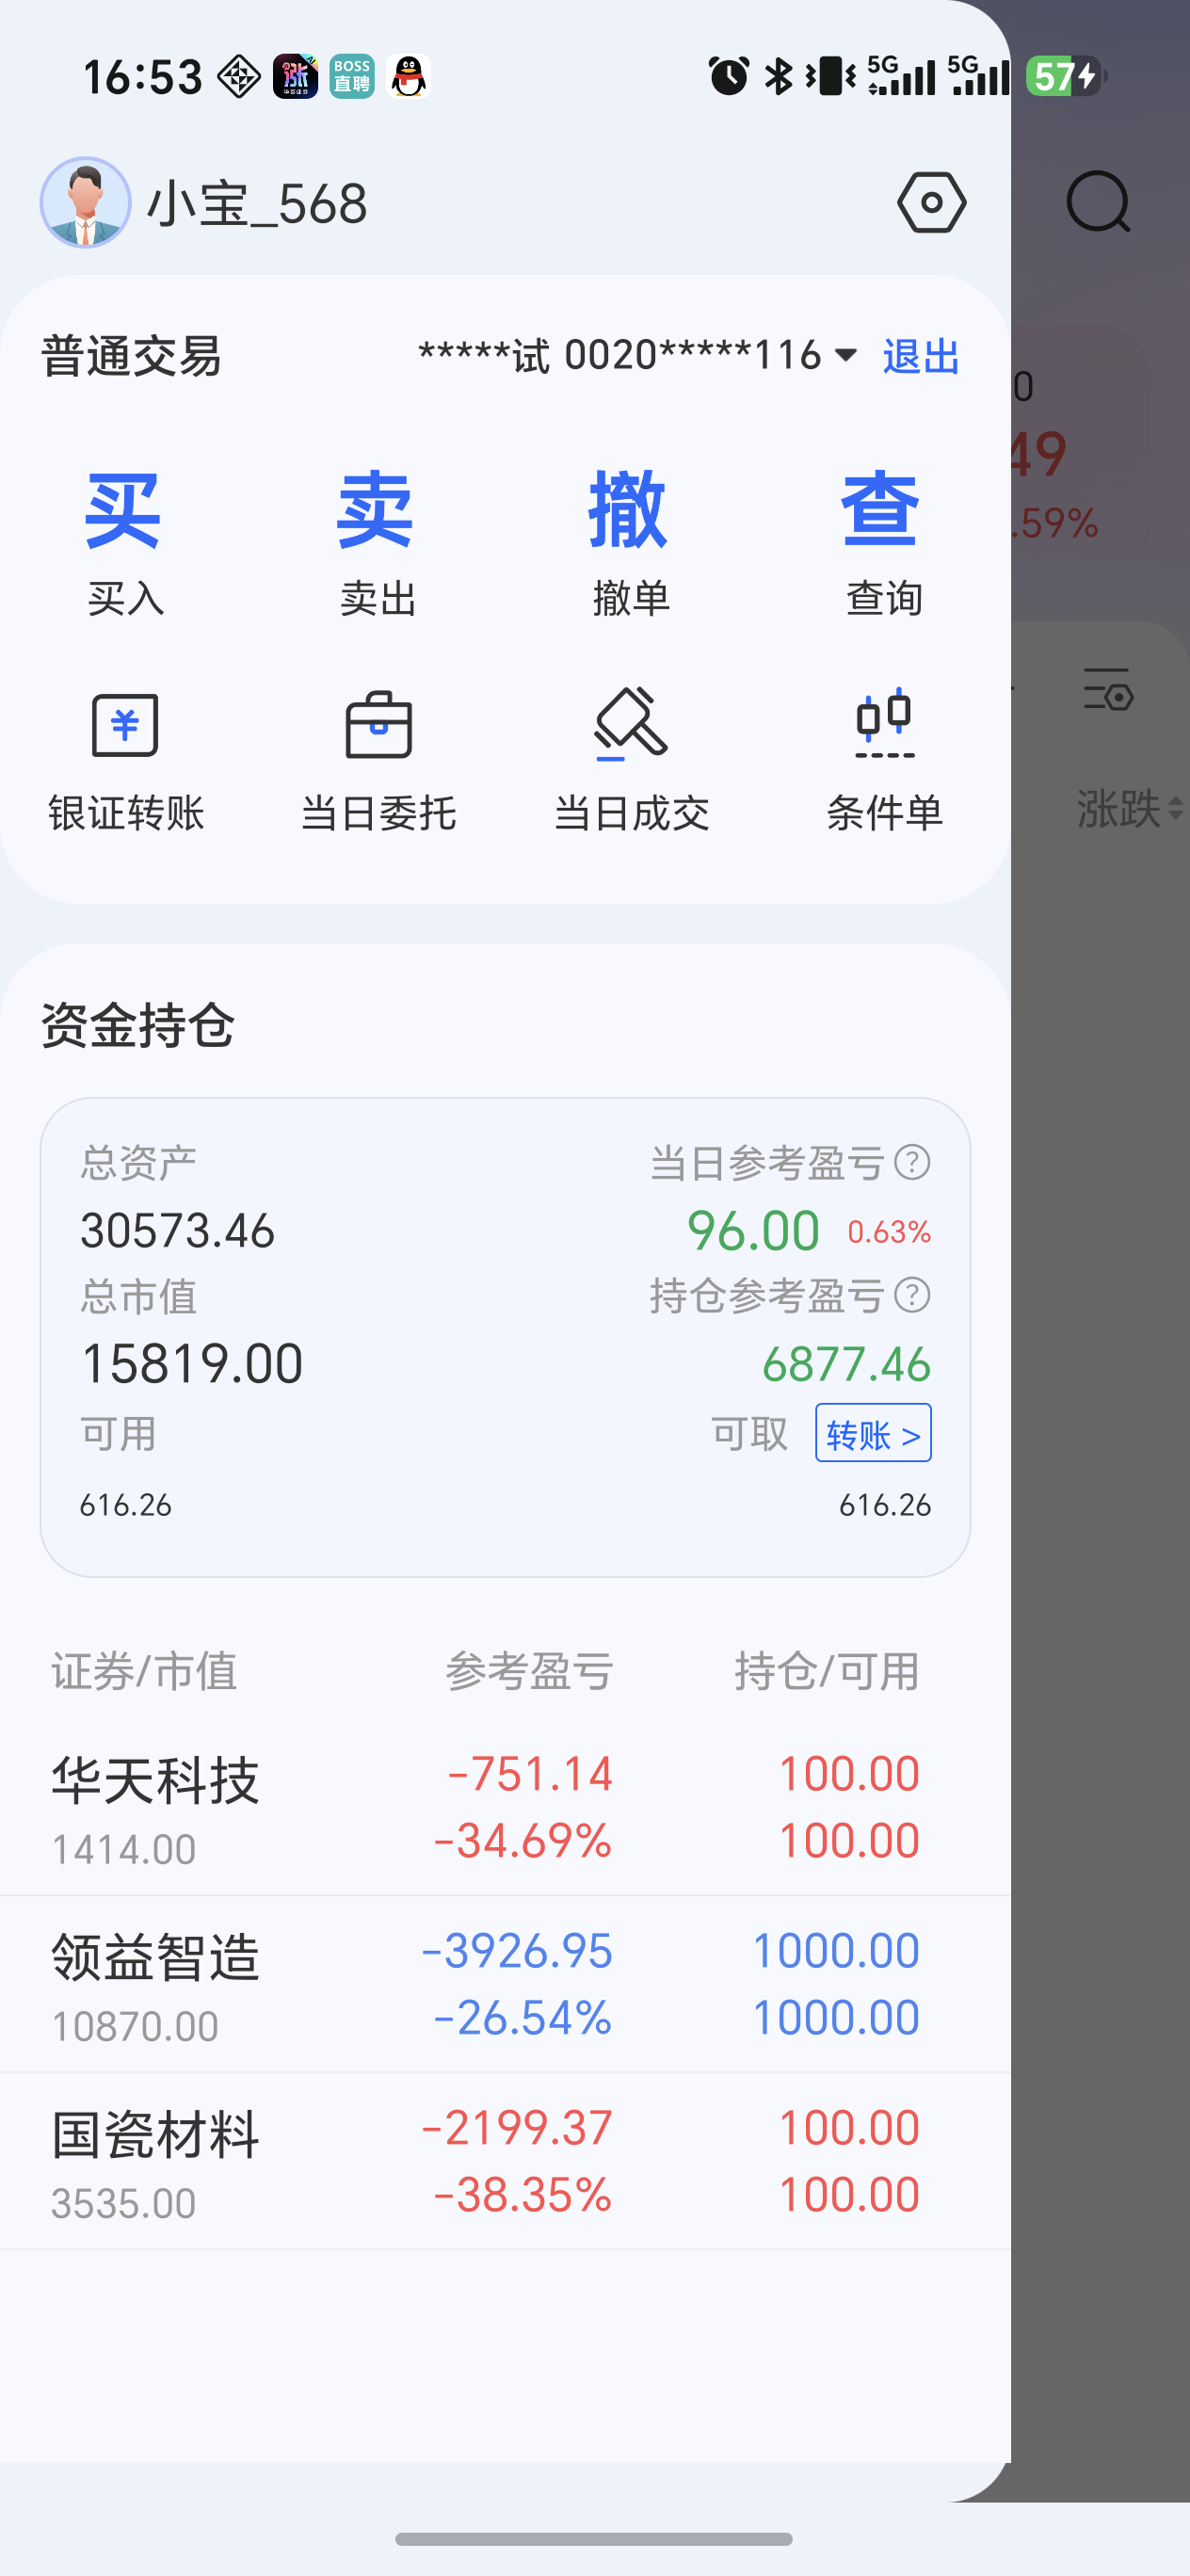 16:53
涨
BOSS
直聘
5G
5G
57
小宝_568
普通交易
*****试 0020*****116
退出
买
卖
撤
查
买入
卖出
撤单
查询
银证转账
当日委托
当日成交
条件单
0
49
.59%
涨跌
资金持仓
总资产
当日参考盈亏 ?
30573.46
96.00 0.63%
总市值
持仓参考盈亏 ?
15819.00
6877.46
可用
可取
转账 >
616.26
616.26
证券/市值
参考盈亏
持仓/可用
华天科技
-751.14
100.00
1414.00
-34.69%
100.00
领益智造
-3926.95
1000.00
10870.00
-26.54%
1000.00
国瓷材料
-2199.37
100.00
3535.00
-38.35%
100.00